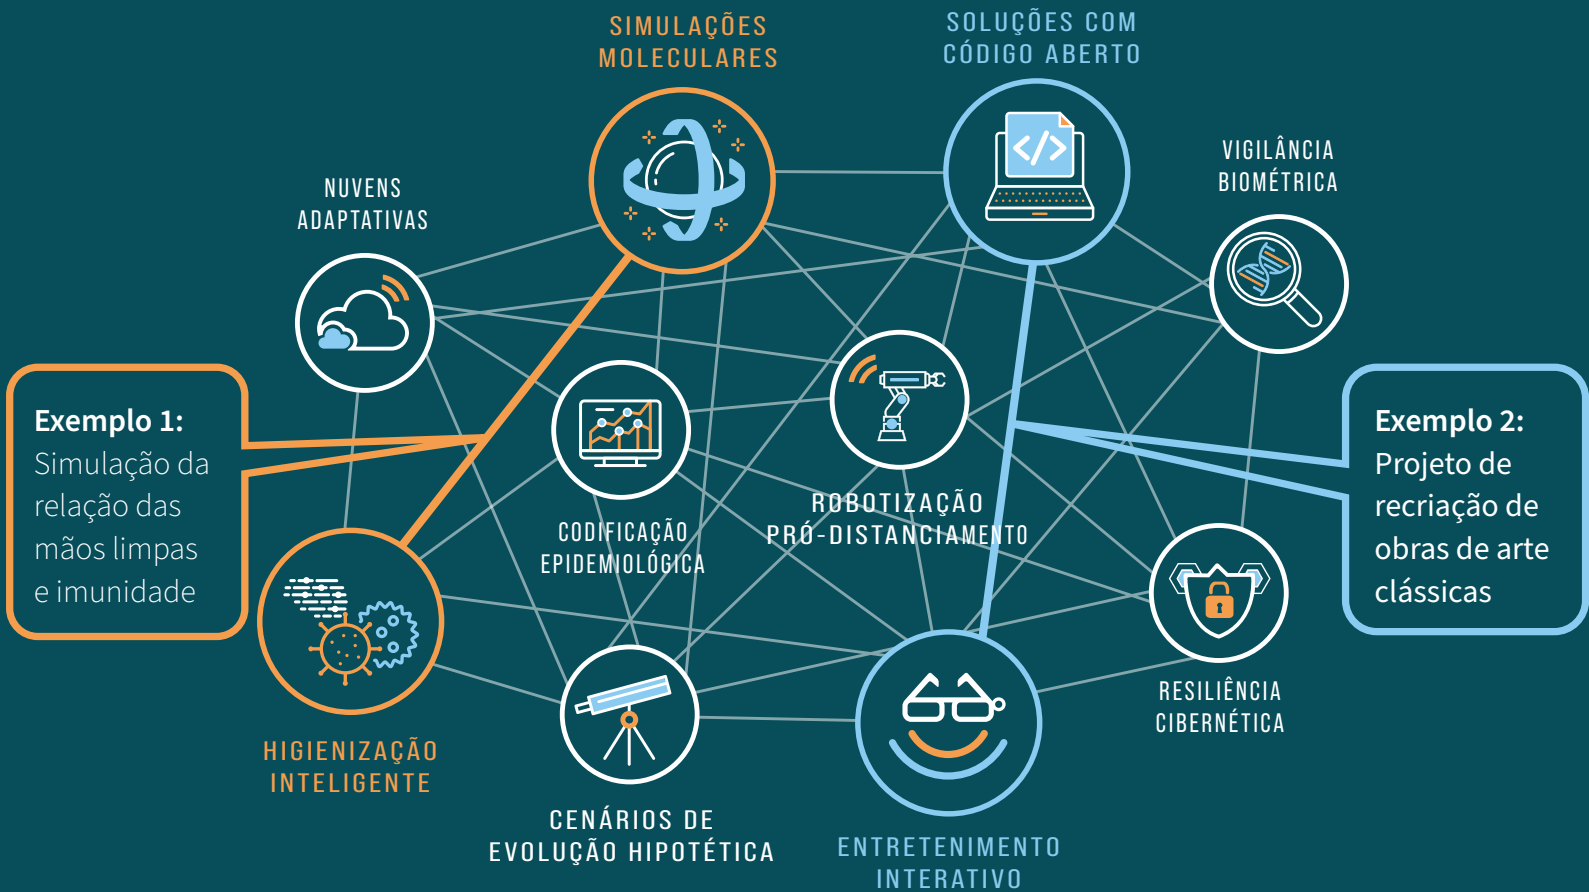 SIMULAÇÕES
MOLECULARES
SOLUÇÕES COM
CÓDIGO ABERTO
</>
VIGILÂNCIA
BIOMÉTRICA
NUVENS
ADAPTATIVAS
Exemplo 1:
Simulação da
relação das
mãos limpas
e imunidade
Exemplo 2:
Projeto de
recriação de
obras de arte
clássicas
CODIFICAÇÃO
EPIDEMIOLÓGICA
ROBOTIZAÇÃO
PRÓ-DISTANCIAMENTO
RESILIÊNCIA
CIBERNÉTICA
HIGIENIZAÇÃO
INTELIGENTE
CENÁRIOS DE
EVOLUÇÃO HIPOTÉTICA
ENTRETENIMENTO
INTERATIVO